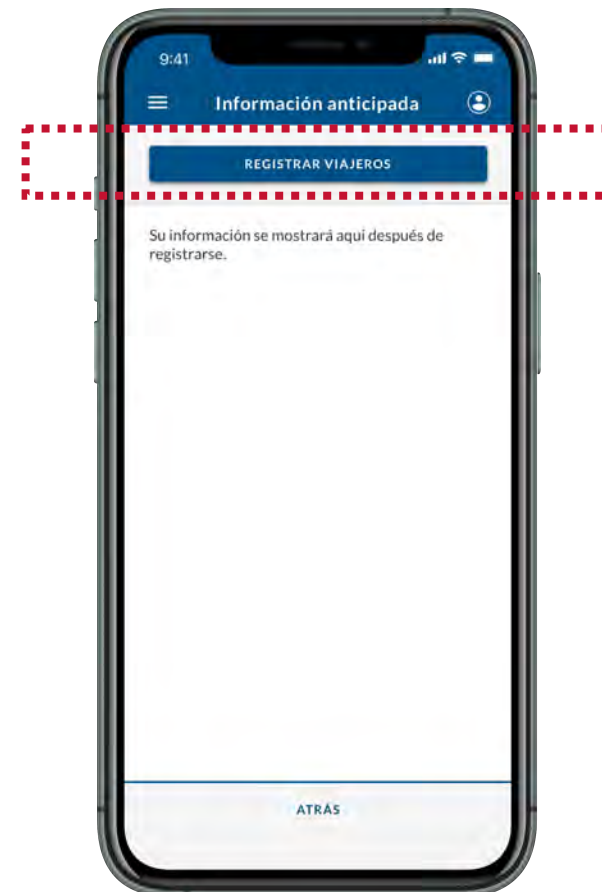 9:41
Información anticipada
REGISTRAR VIAJEROS
Su información se mostrará aquí después de
registrarse.
ATRÁS